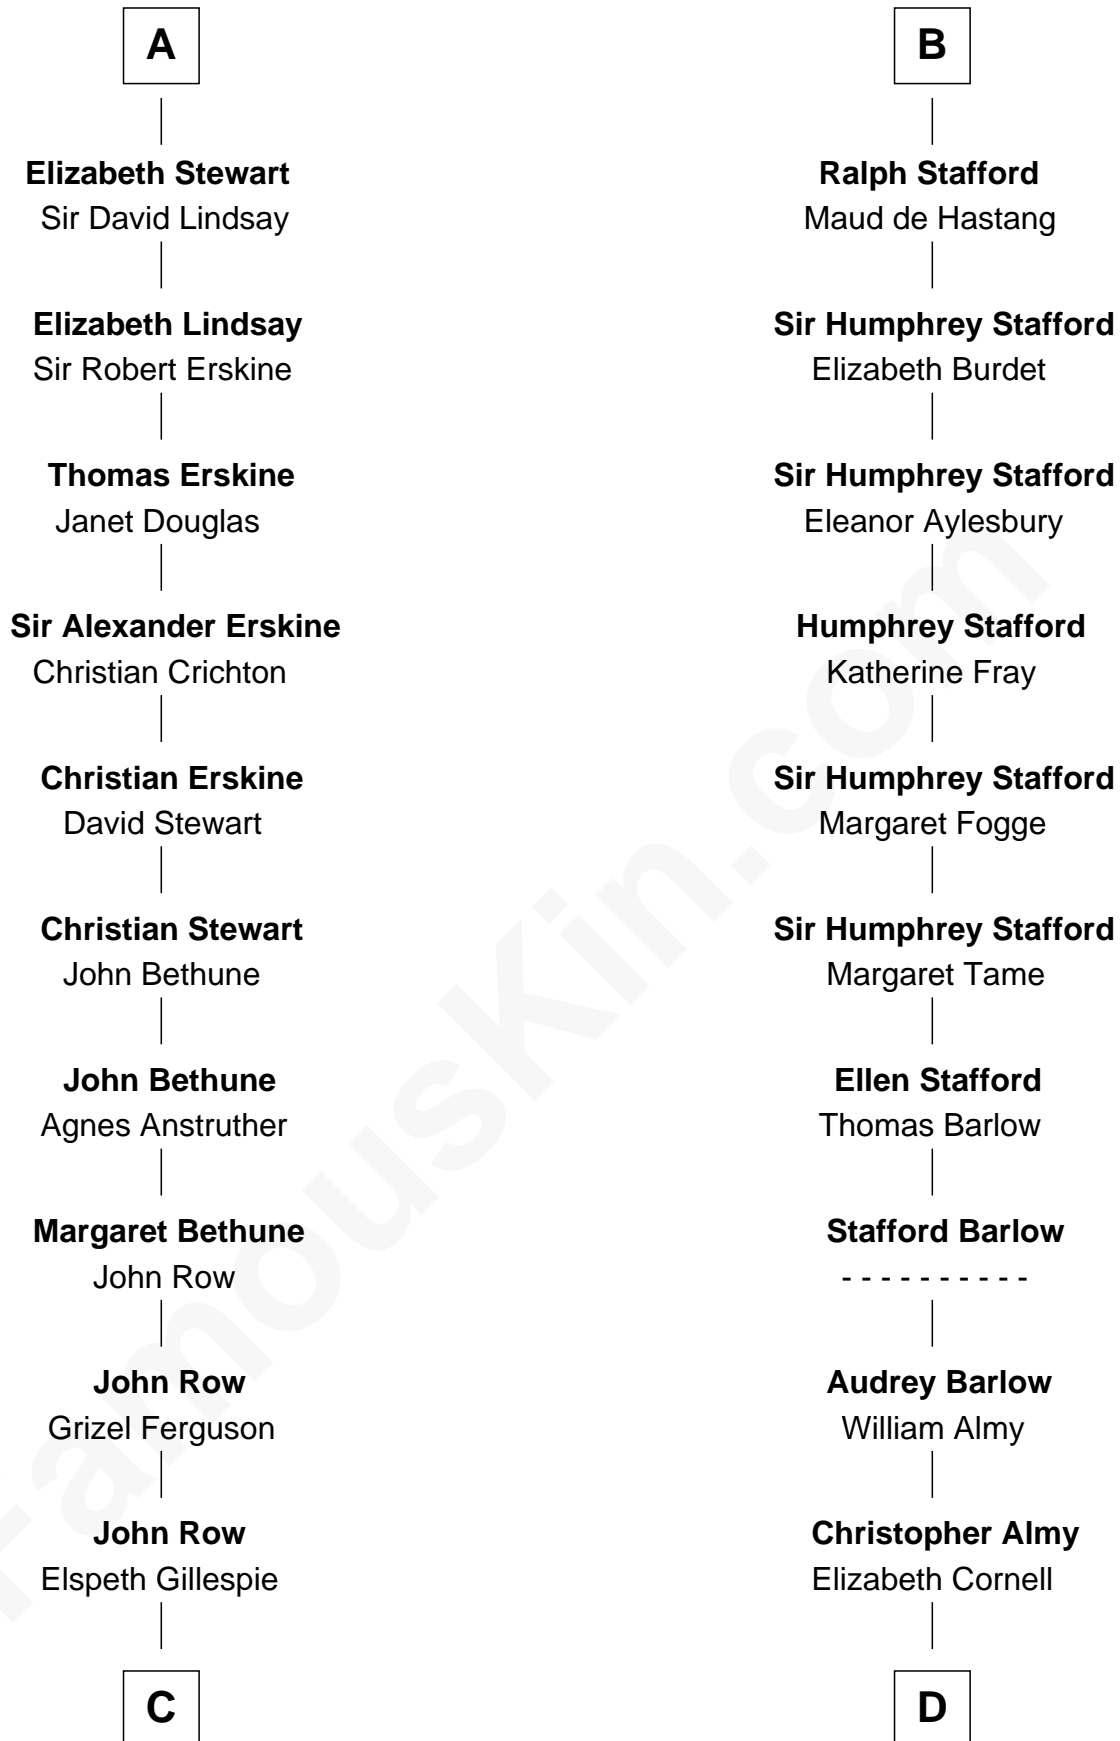 A
Elizabeth Stewart
Sir David Lindsay
Elizabeth Lindsay
Sir Robert Erskine
Thomas Erskine
Janet Douglas
Sir Alexander Erskine
Christian Crichton
Christian Erskine
David Stewart
Christian Stewart
John Bethune
John Bethune
Agnes Anstruther
Margaret Bethune
John Row
John Row
Grizel Ferguson
John Row
Elspeth Gillespie
C
B
Ralph Stafford
Maud de Hastang
Sir Humphrey Stafford
Elizabeth Burdet
Sir Humphrey Stafford
Eleanor Aylesbury
Humphrey Stafford
Katherine Fray
Sir Humphrey Stafford
Margaret Fogge
Sir Humphrey Stafford
Margaret Tame
Ellen Stafford
Thomas Barlow
Stafford Barlow
- - - - - - - - - -
Audrey Barlow
William Almy
Christopher Almy
Elizabeth Cornell
D
FamousKin.com